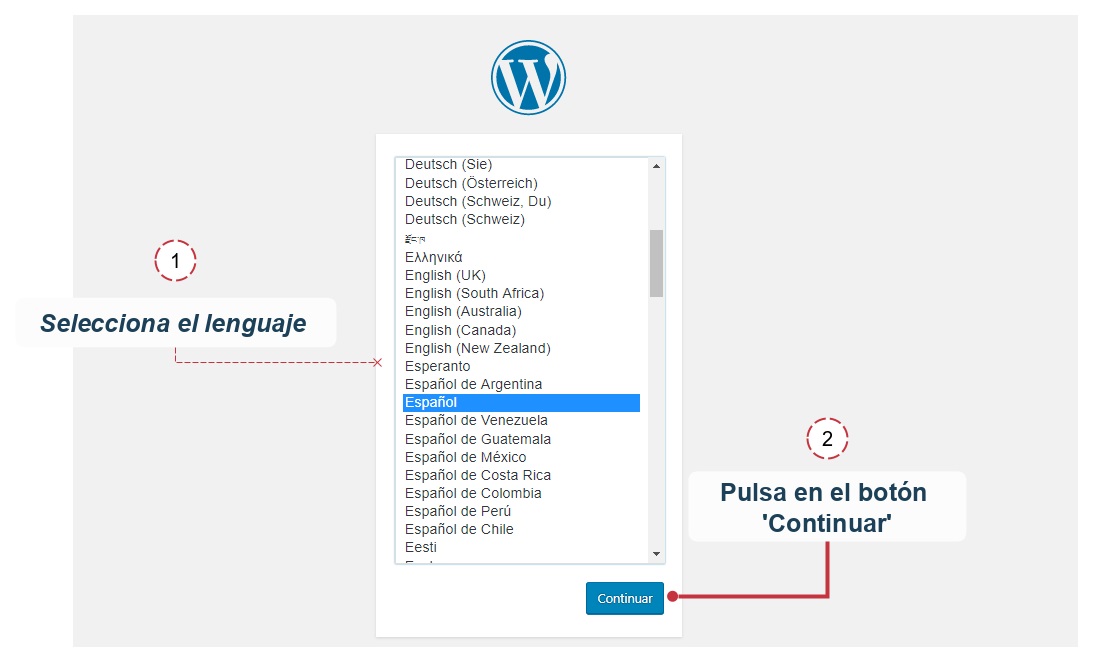 Deutsch (Sie)
Deutsch (Österreich)
Deutsch (Schweiz, Du)
Deutsch (Schweiz)
རྫོང་ཁ
Ελληνικά
English (UK)
English (South Africa)
English (Australia)
English (Canada)
English (New Zealand)
Esperanto
Español de Argentina
Español
Español de Venezuela
Español de Guatemala
Español de México
Español de Costa Rica
Español de Colombia
Español de Perú
Español de Chile
Eesti
Continuar
1
Selecciona el lenguaje
2
Pulsa en el botón
'Continuar'